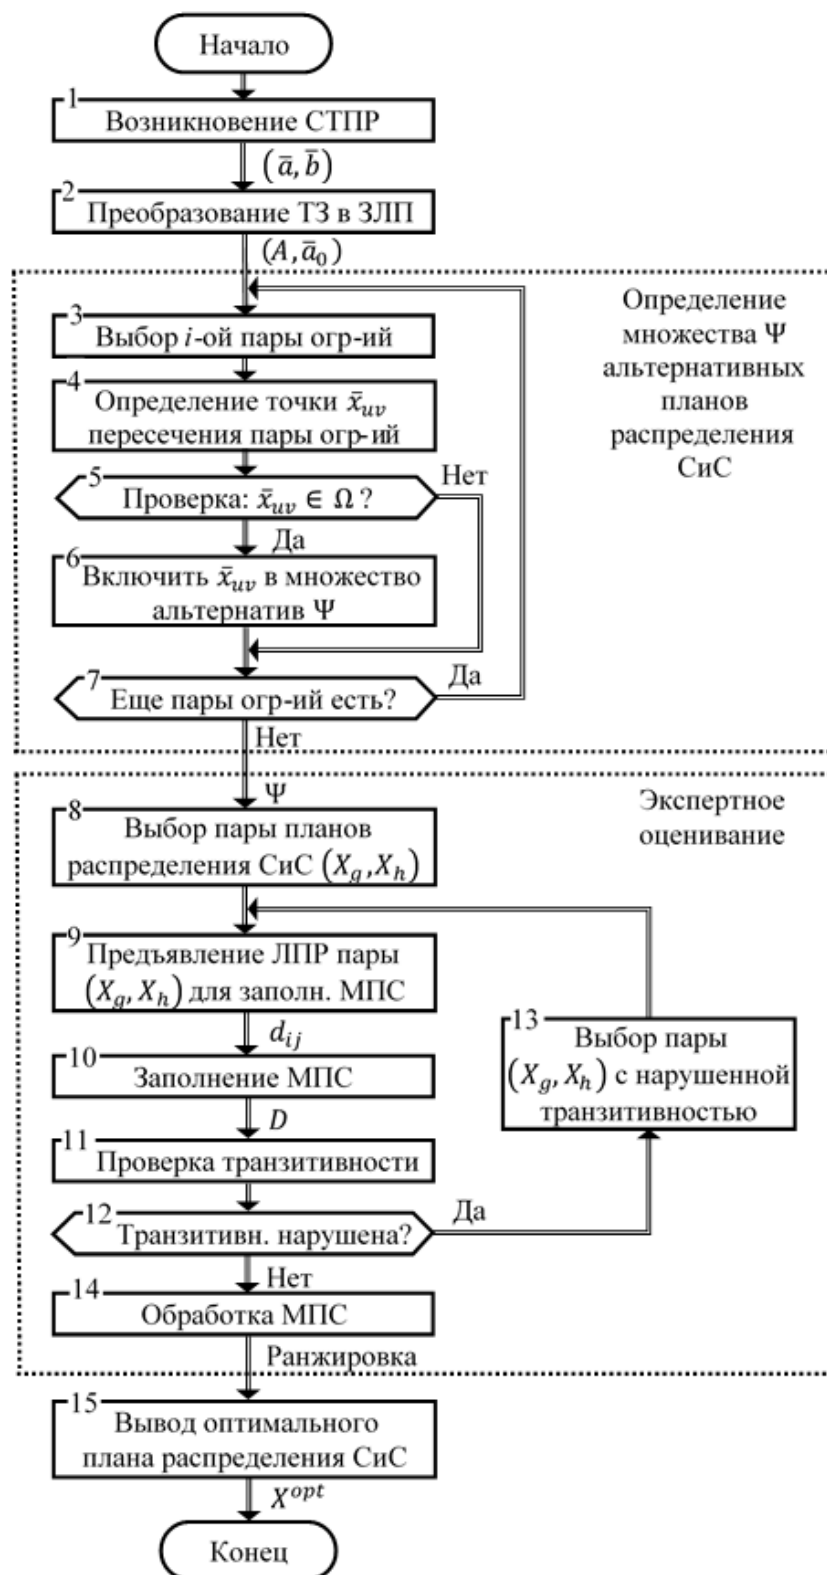 Начало
1
Возникновение СТПР
(ā, b̄)
2
Преобразование ТЗ в ЗЛП
(A, ā₀)
Определение
множества Ψ
альтернативных
планов
распределения
СиС
3
Выбор i-ой пары огр-ий
4
Определение точки x̄ᵤᵥ
пересечения пары огр-ий
5
Проверка: x̄ᵤᵥ ∈ Ω ?
Нет
Да
6
Включить x̄ᵤᵥ в множество
альтернатив Ψ
7
Еще пары огр-ий есть?
Да
Нет
Ψ
Экспертное
оценивание
8
Выбор пары планов
распределения СиС (X_g, X_h)
9
Предъявление ЛПР пары
(X_g, X_h) для заполн. МПС
d_ij
10
Заполнение МПС
D
11
Проверка транзитивности
12
Транзитивн. нарушена?
Да
13
Выбор пары
(X_g, X_h) с нарушенной
транзитивностью
Нет
14
Обработка МПС
Ранжировка
15
Вывод оптимального
плана распределения СиС
X^opt
Конец